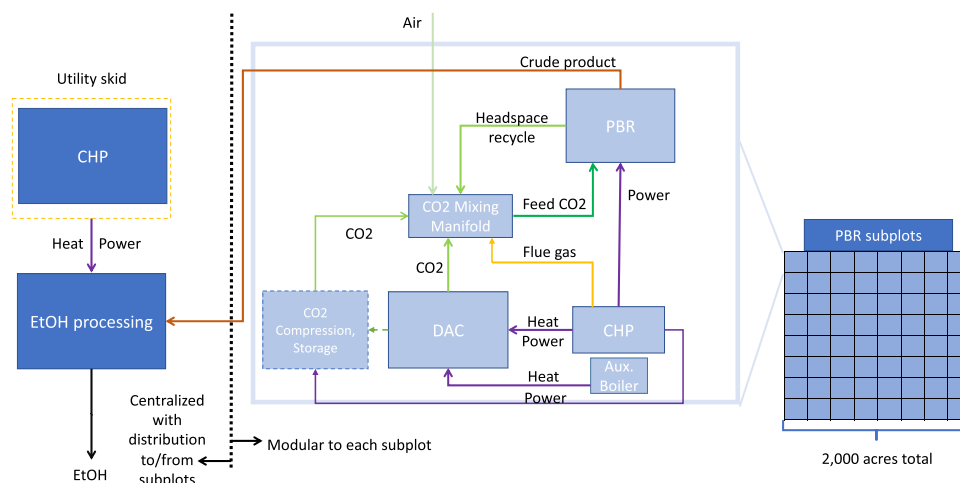 Air
Crude product
Utility skid
CHP
Heat
Power
EtOH processing
EtOH
Centralized
with
distribution
to/from
subplots
Modular to each subplot
PBR
Headspace
recycle
Power
CO2 Mixing
Manifold
Feed CO2
CO2
CO2
Flue gas
CO2
Compression,
Storage
DAC
Heat
Power
CHP
Aux.
Boiler
Heat
Power
PBR subplots
2,000 acres total